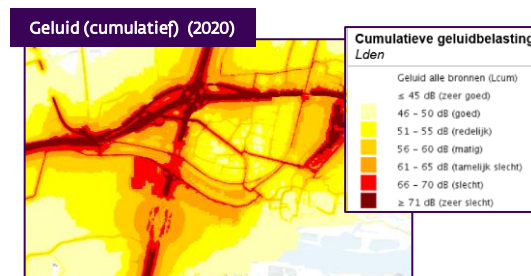 Geluid (cumulatief) (2020)
Cumulatieve geluidbelasting
Lden
Geluid alle bronnen (Lcum)
≤ 45 dB (zeer goed)
46 – 50 dB (goed)
51 – 55 dB (redelijk)
56 – 60 dB (matig)
61 – 65 dB (tamelijk slecht)
66 – 70 dB (slecht)
≥ 71 dB (zeer slecht)